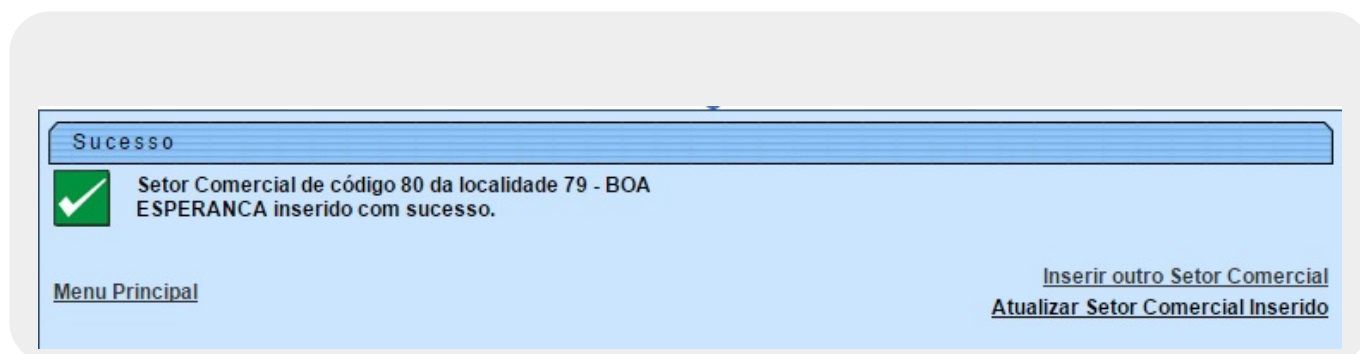 Sucesso
Setor Comercial de código 80 da localidade 79 - BOA
ESPERANCA inserido com sucesso.
Inserir outro Setor Comercial
Menu Principal
Atualizar Setor Comercial Inserido